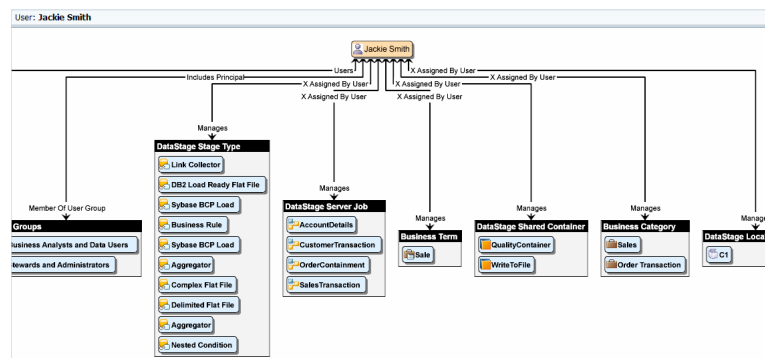 User: Jackie Smith
Jackie Smith
Users
X Assigned By User
Includes Principal
X Assigned By User
X Assigned By User
X Assigned By User
X Assigned By User
X Assigned By User
Manages
DataStage Stage Type
Link Collector
DB2 Load Ready Flat File
Sybase BCP Load
Business Rule
Sybase BCP Load
Aggregator
Complex Flat File
Delimited Flat File
Aggregator
Nested Condition
Member Of User Group
Groups
Business Analysts and Data Users
Stewards and Administrators
Manages
DataStage Server Job
AccountDetails
CustomerTransaction
OrderContainment
SalesTransaction
Manages
Business Term
Sale
Manages
DataStage Shared Container
QualityContainer
WriteToFile
Manages
Business Category
Sales
Order Transaction
Manages
DataStage Loca
C1